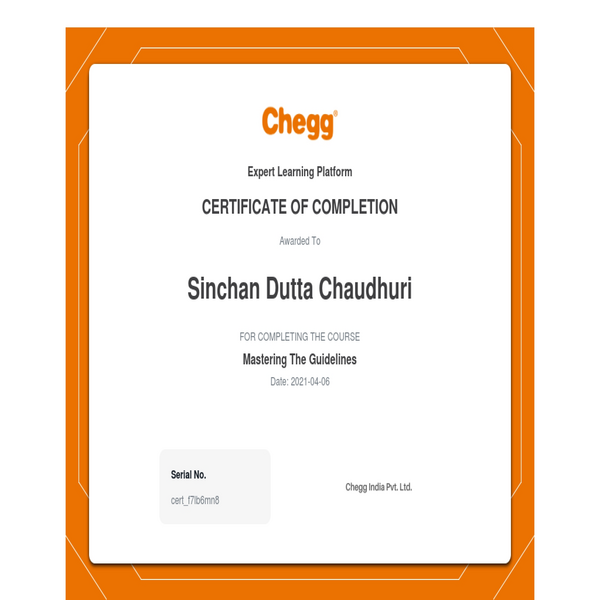 Chegg®
Expert Learning Platform
CERTIFICATE OF COMPLETION
Awarded To
Sinchan Dutta Chaudhuri
FOR COMPLETING THE COURSE
Mastering The Guidelines
Date: 2021-04-06
Serial No.
cert_f7lb6mn8
Chegg India Pvt. Ltd.